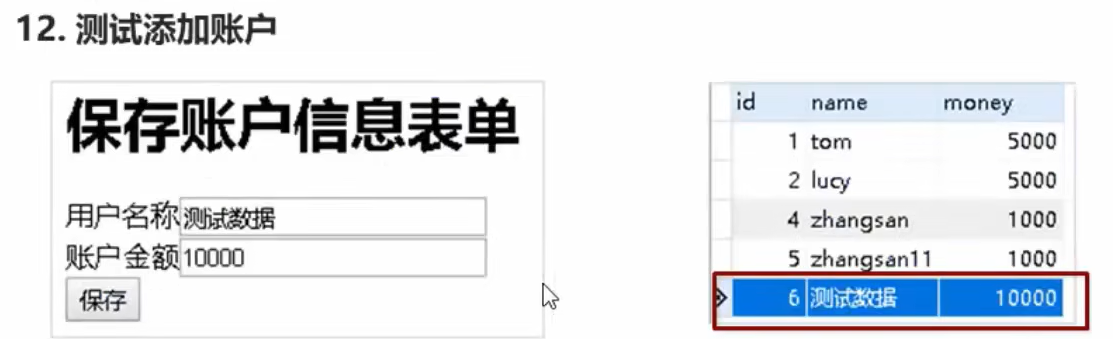 12. 测试添加账户
保存账户信息表单
用户名称 测试数据
账户金额 10000
保存
id name money
1 tom 5000
2 lucy 5000
4 zhangsan 1000
5 zhangsan11 1000
6 测试数据 10000